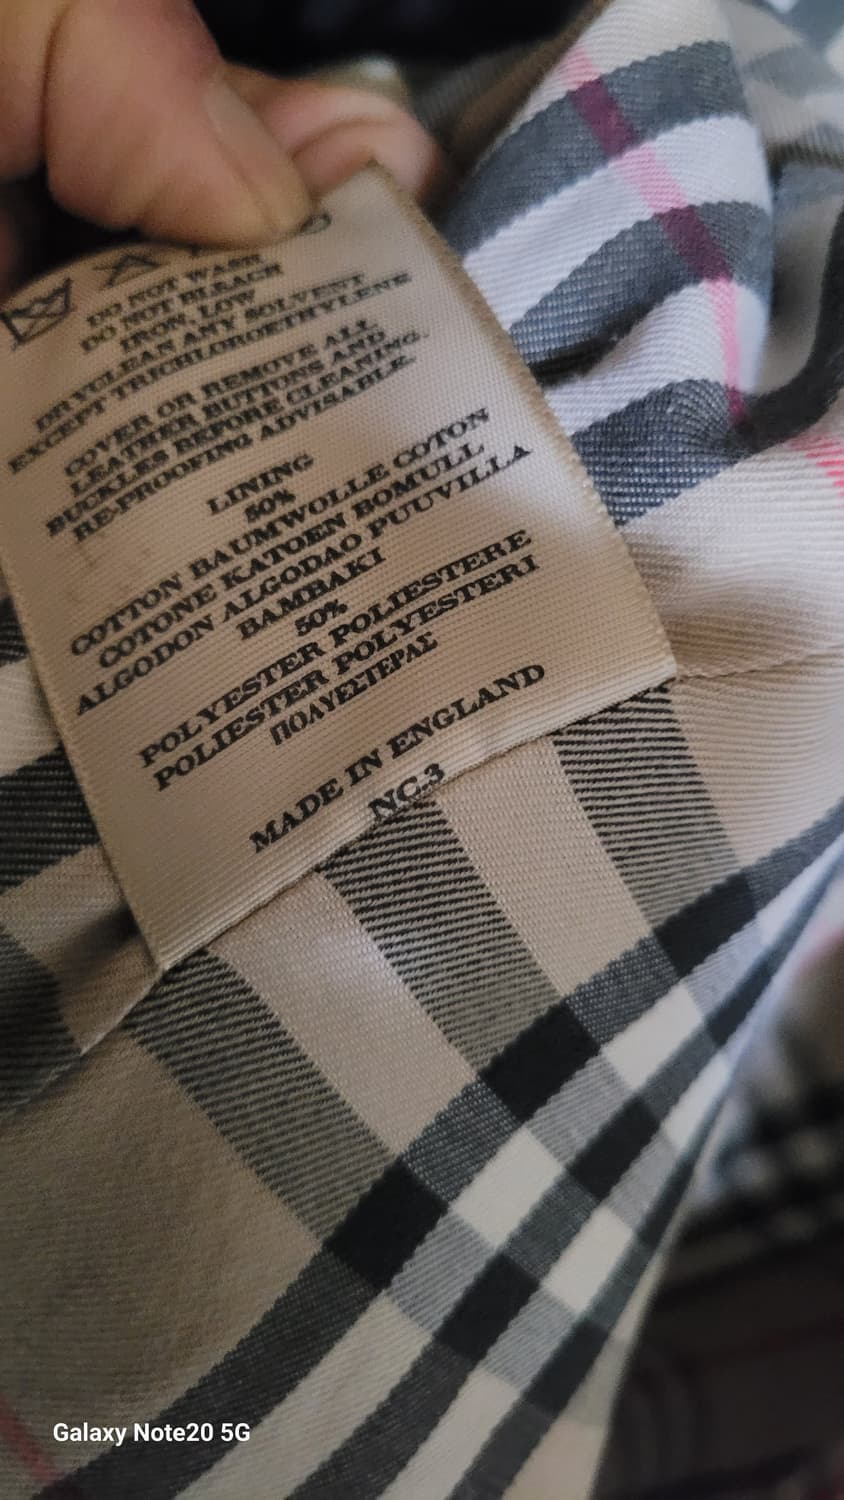 DO NOT WASH
DO NOT BLEACH
IRON, LOW
DRYCLEAN ANY SOLVENT
EXCEPT TRICHLOROETHYLENE
COVER OR REMOVE ALL
LEATHER BUTTONS AND
BUCKLES BEFORE CLEANING.
RE-PROOFING ADVISABLE.
LINING
50%
COTTON BAUMWOLLE COTON
COTONE KATOEN BOMULL
ALGODON ALGODAO PUUVILLA
BAMBAKI
50%
POLYESTER POLIESTERE
POLIESTER POLYESTERI
ΠΟΛΥΕΣΤΕΡΑΣ
MADE IN ENGLAND
NC.3
Galaxy Note20 5G